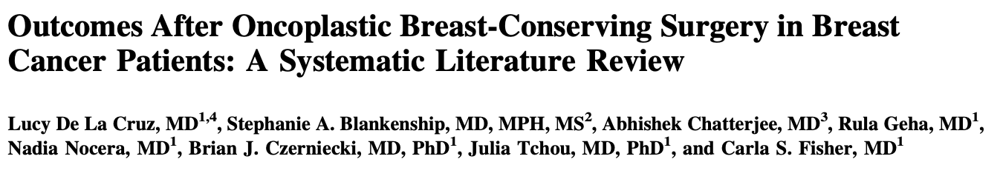 Outcomes After Oncoplastic Breast-Conserving Surgery in Breast
Cancer Patients: A Systematic Literature Review
Lucy De La Cruz, MD1,4, Stephanie A. Blankenship, MD, MPH, MS2, Abhishek Chatterjee, MD3, Rula Geha, MD1,
Nadia Nocera, MD1, Brian J. Czerniecki, MD, PhD1, Julia Tchou, MD, PhD1, and Carla S. Fisher, MD1